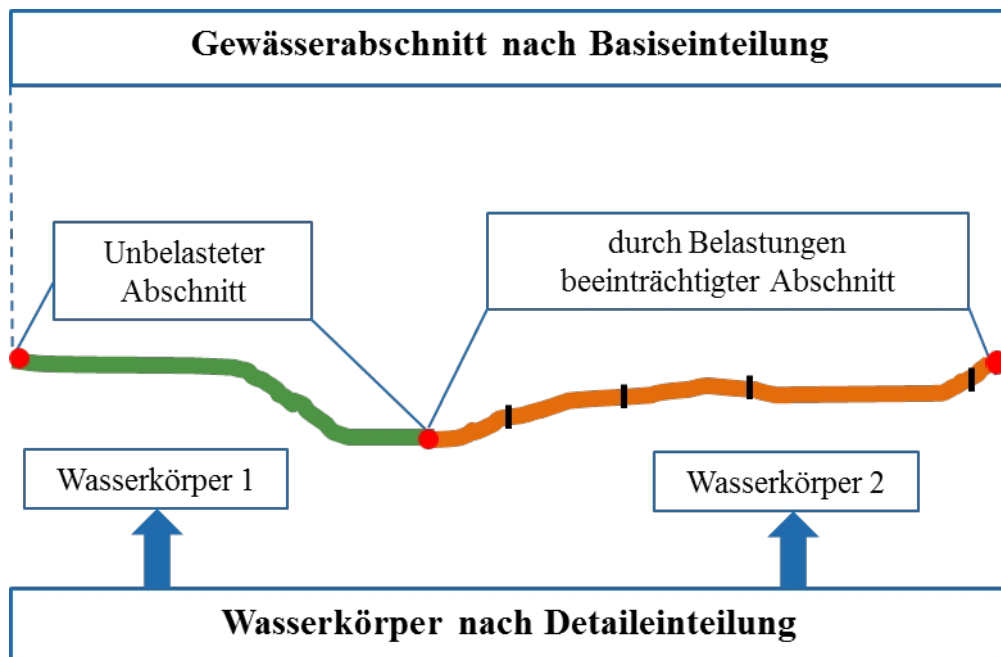 Gewässerabschnitt nach Basiseinteilung
Unbelasteter
Abschnitt
durch Belastungen
beeinträchtigter Abschnitt
Wasserkörper 1
Wasserkörper 2
Wasserkörper nach Detaileinteilung